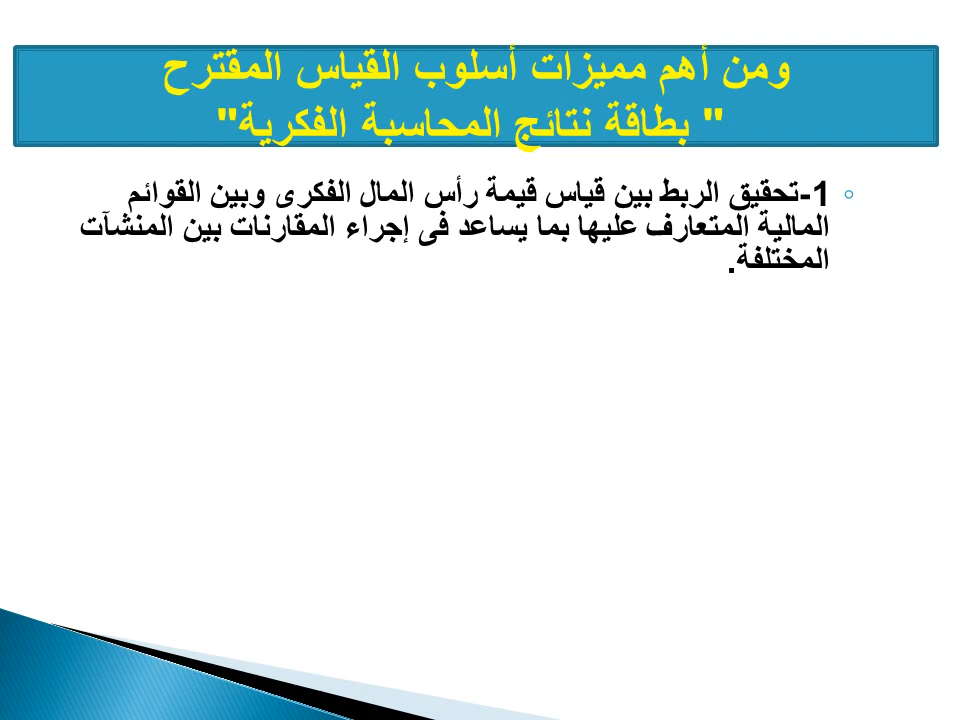 ومن أهم مميزات أسلوب القياس المقترح
" بطاقة نتائج المحاسبة الفكرية"
1-تحقيق الربط بين قياس قيمة رأس المال الفكرى وبين القوائم
المالية المتعارف عليها بما يساعد فى إجراء المقارنات بين المنشآت
المختلفة.